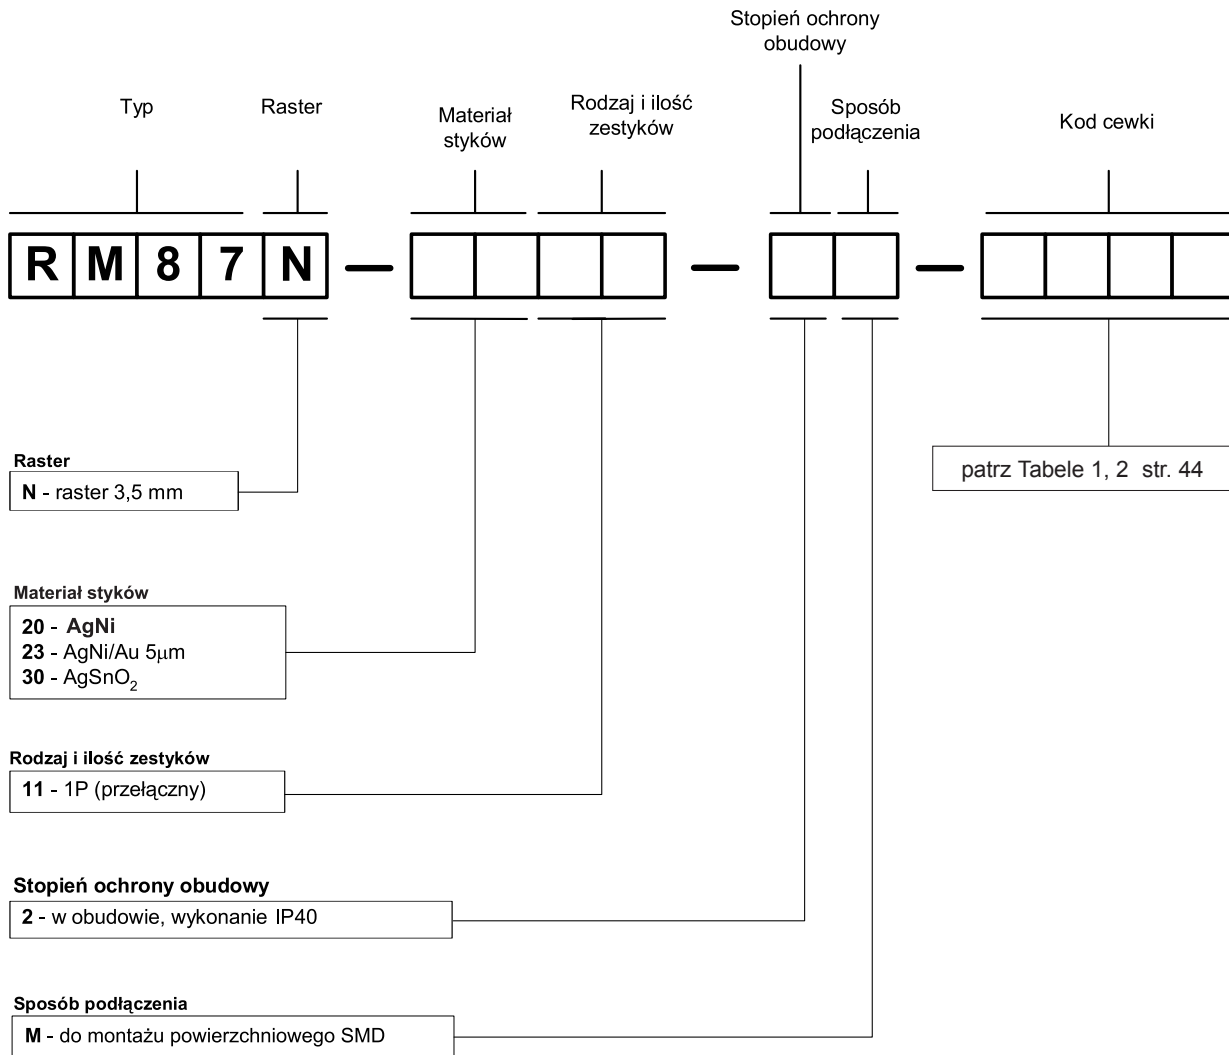 Stopień ochrony
obudowy
Typ
Raster
Materiał
styków
Rodzaj i ilość
zestyków
Sposób
podłączenia
Kod cewki
R M 8 7 N — — —
Raster
N - raster 3,5 mm
patrz Tabele 1, 2 str. 44
Materiał styków
20 - AgNi
23 - AgNi/Au 5μm
30 - AgSnO₂
Rodzaj i ilość zestyków
11 - 1P (przełączny)
Stopień ochrony obudowy
2 - w obudowie, wykonanie IP40
Sposób podłączenia
M - do montażu powierzchniowego SMD